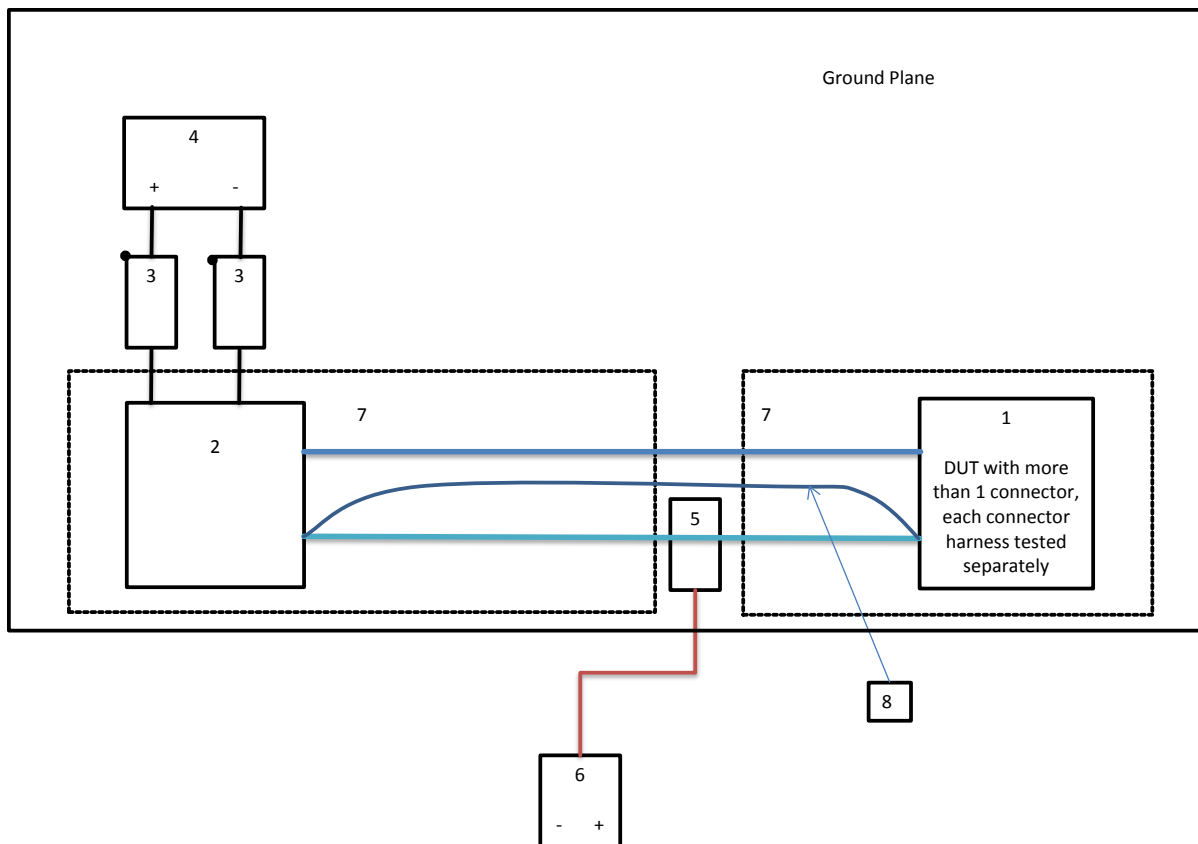 Ground Plane
4
+ -
3 3
7 7
2
1
DUT with more
than 1 connector,
each connector
harness tested
separately
5
8
6
- +